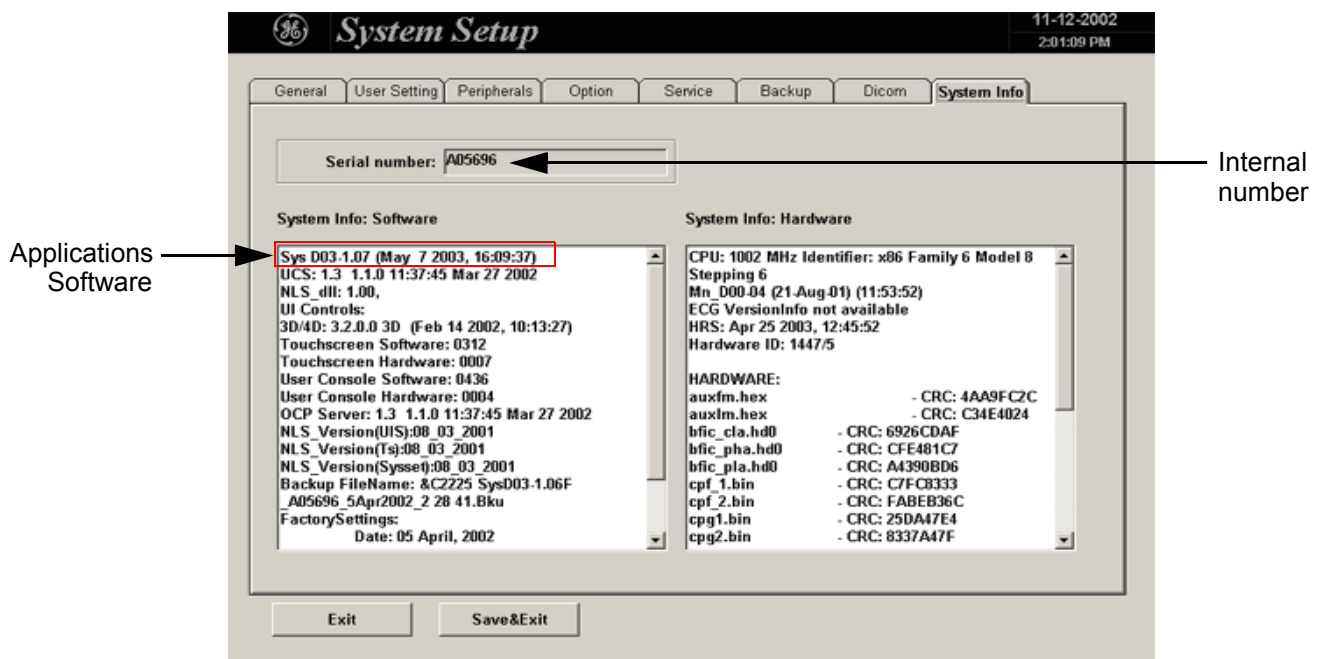 System Setup
11-12-2002
2:01:09 PM
General User Setting Peripherals Option Service Backup Dicom System Info
Serial number: A05696
Internal
number
System Info: Software
Applications
Software
Sys D03-1.07 (May 7 2003, 16:09:37)
UCS: 1.3 1.1.0 11:37:45 Mar 27 2002
NLS_dll: 1.00,
UI Controls:
3D/4D: 3.2.0.0 3D (Feb 14 2002, 10:13:27)
Touchscreen Software: 0312
Touchscreen Hardware: 0007
User Console Software: 0436
User Console Hardware: 0004
OCP Server: 1.3 1.1.0 11:37:45 Mar 27 2002
NLS_Version(UIS):08_03_2001
NLS_Version(Ts):08_03_2001
NLS_Version(Sysset):08_03_2001
Backup FileName: &C2225 SysD03-1.06F
_A05696_5Apr2002_2 28 41.Bku
FactorySettings:
Date: 05 April, 2002
System Info: Hardware
CPU: 1002 MHz Identifier: x86 Family 6 Model 8
Stepping 6
Mn_D00-04 (21-Aug-01) (11:53:52)
ECG VersionInfo not available
HRS: Apr 25 2003, 12:45:52
Hardware ID: 1447/5
HARDWARE:
auxfm.hex - CRC: 4AA9FC2C
auxlm.hex - CRC: C34E4024
bfic_cla.hd0 - CRC: 6926CDAF
bfic_pha.hd0 - CRC: CFE481C7
bfic_pla.hd0 - CRC: A4390BD6
cpf_1.bin - CRC: C7FC8333
cpf_2.bin - CRC: FABEB36C
cpg1.bin - CRC: 25DA47E4
cpg2.bin - CRC: 8337A47F
Exit
Save&Exit